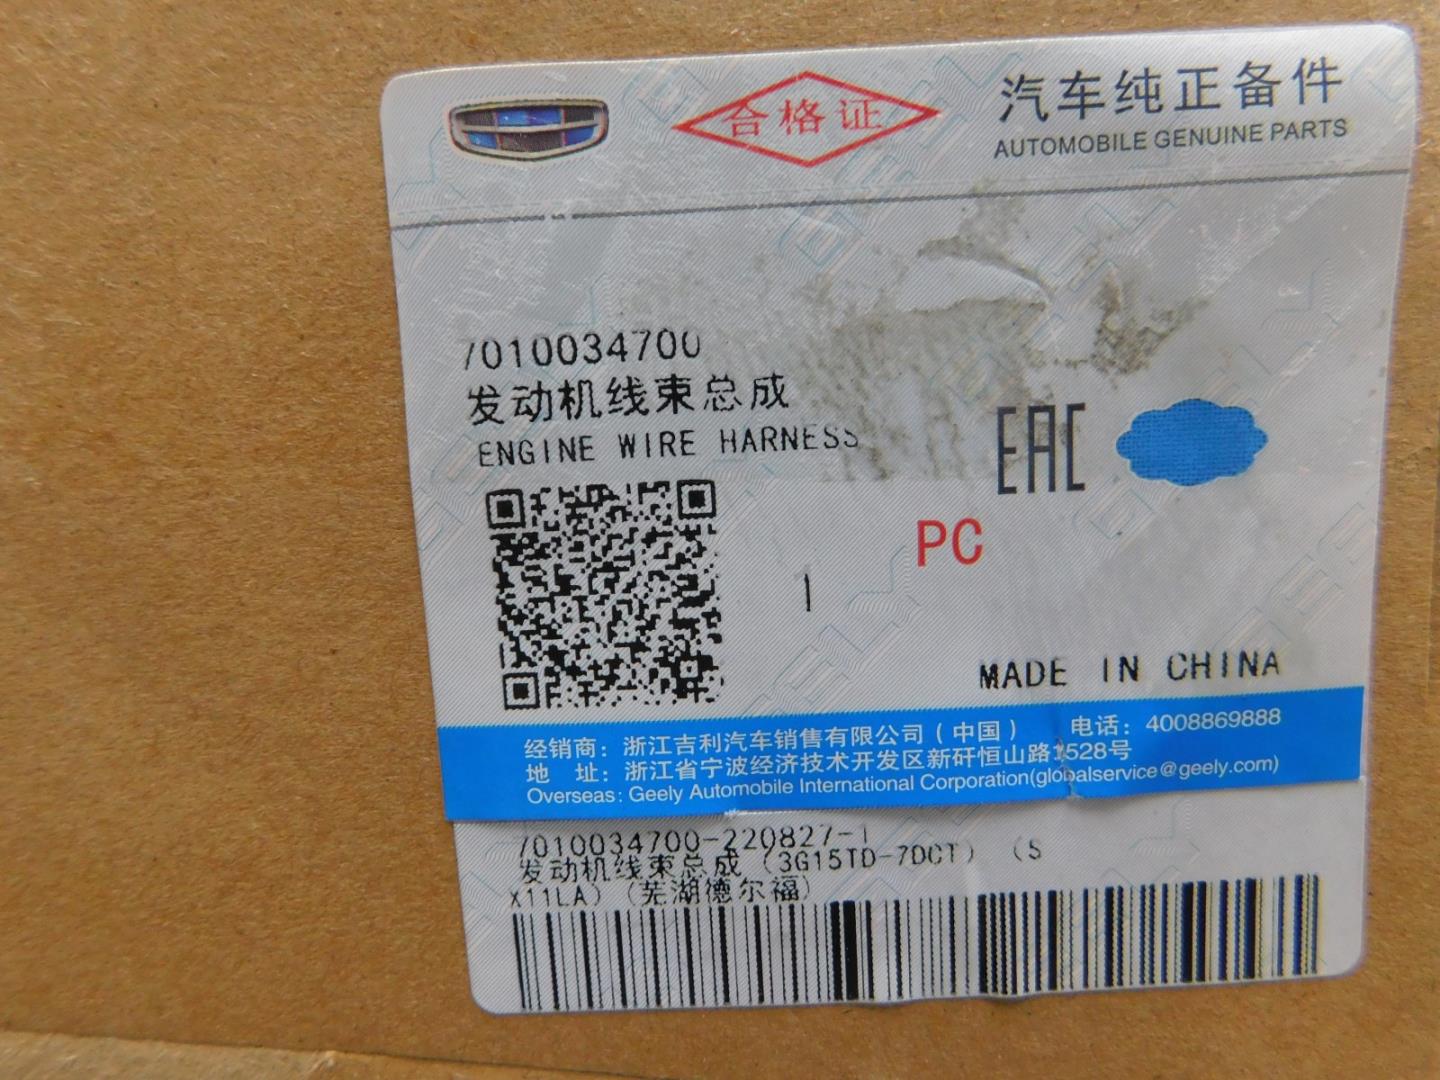 合格证
汽车纯正备件
AUTOMOBILE GENUINE PARTS
7010034700
发动机线束总成
ENGINE WIRE HARNESS
EAC
PC
1
MADE IN CHINA
经销商：浙江吉利汽车销售有限公司（中国） 电话：4008869888
地 址：浙江省宁波经济技术开发区新矸恒山路1528号
Overseas: Geely Automobile International Corporation(globalservice@geely.com)
7010034700-220827-1
发动机线束总成（3G15TD-7DCT）（S
X11LA）（芜湖德尔福）